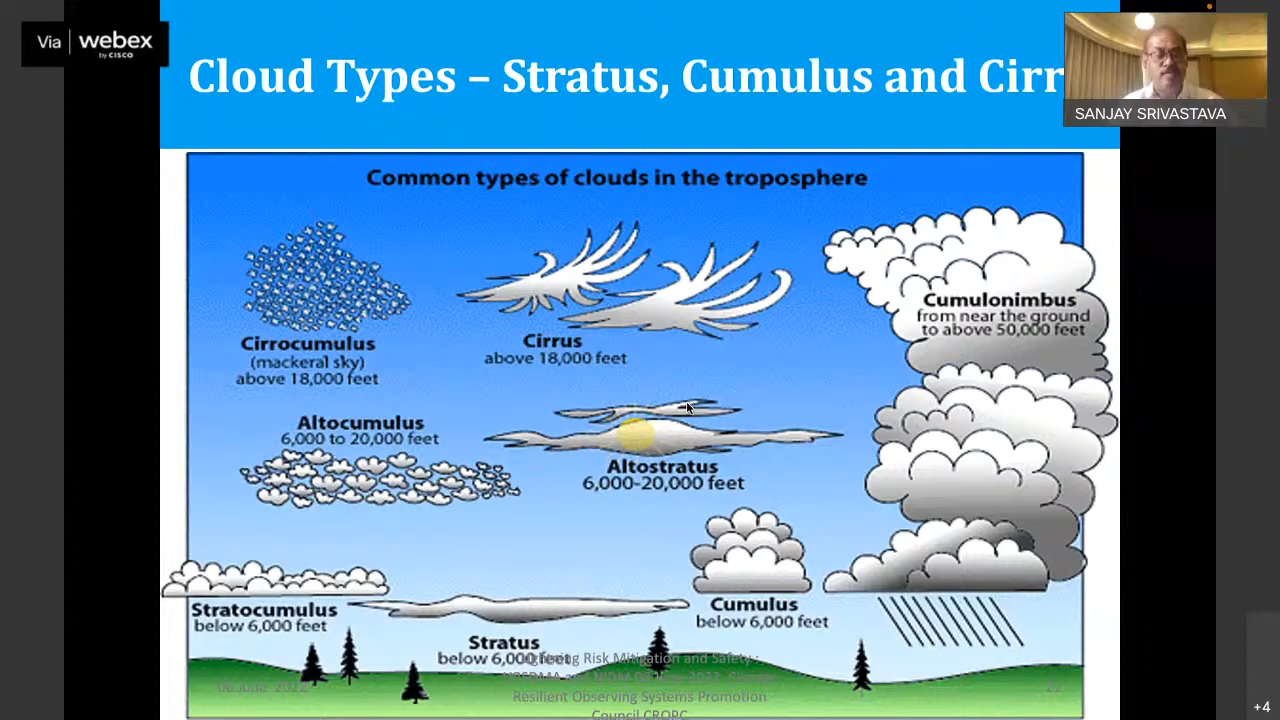 Via webex
by CISCO
Cloud Types – Stratus, Cumulus and Cirr
SANJAY SRIVASTAVA
Common types of clouds in the troposphere
Cirrocumulus
(mackeral sky)
above 18,000 feet
Cirrus
above 18,000 feet
Cumulonimbus
from near the ground
to above 50,000 feet
Altocumulus
6,000 to 20,000 feet
Altostratus
6,000-20,000 feet
Stratocumulus
below 6,000 feet
Stratus
below 6,000 feet
Cumulus
below 6,000 feet
06 June 2022
Risk Mitigation and Safety :
Resilient Observing Systems Promotion
Council CROPC
22
+4